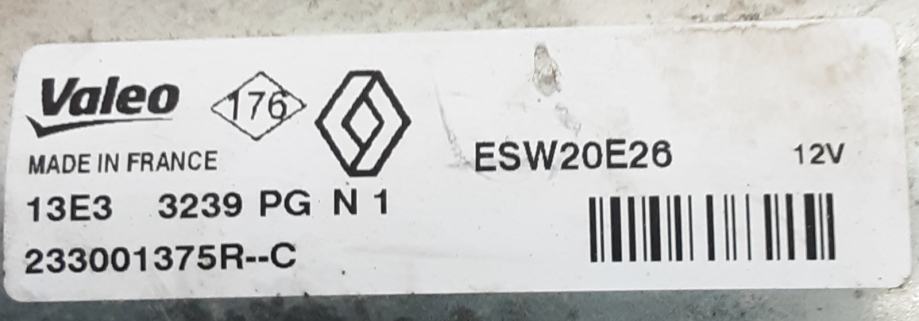 Valeo 176
MADE IN FRANCE
ESW20E26 12V
13E3 3239 PG N 1
233001375R--C